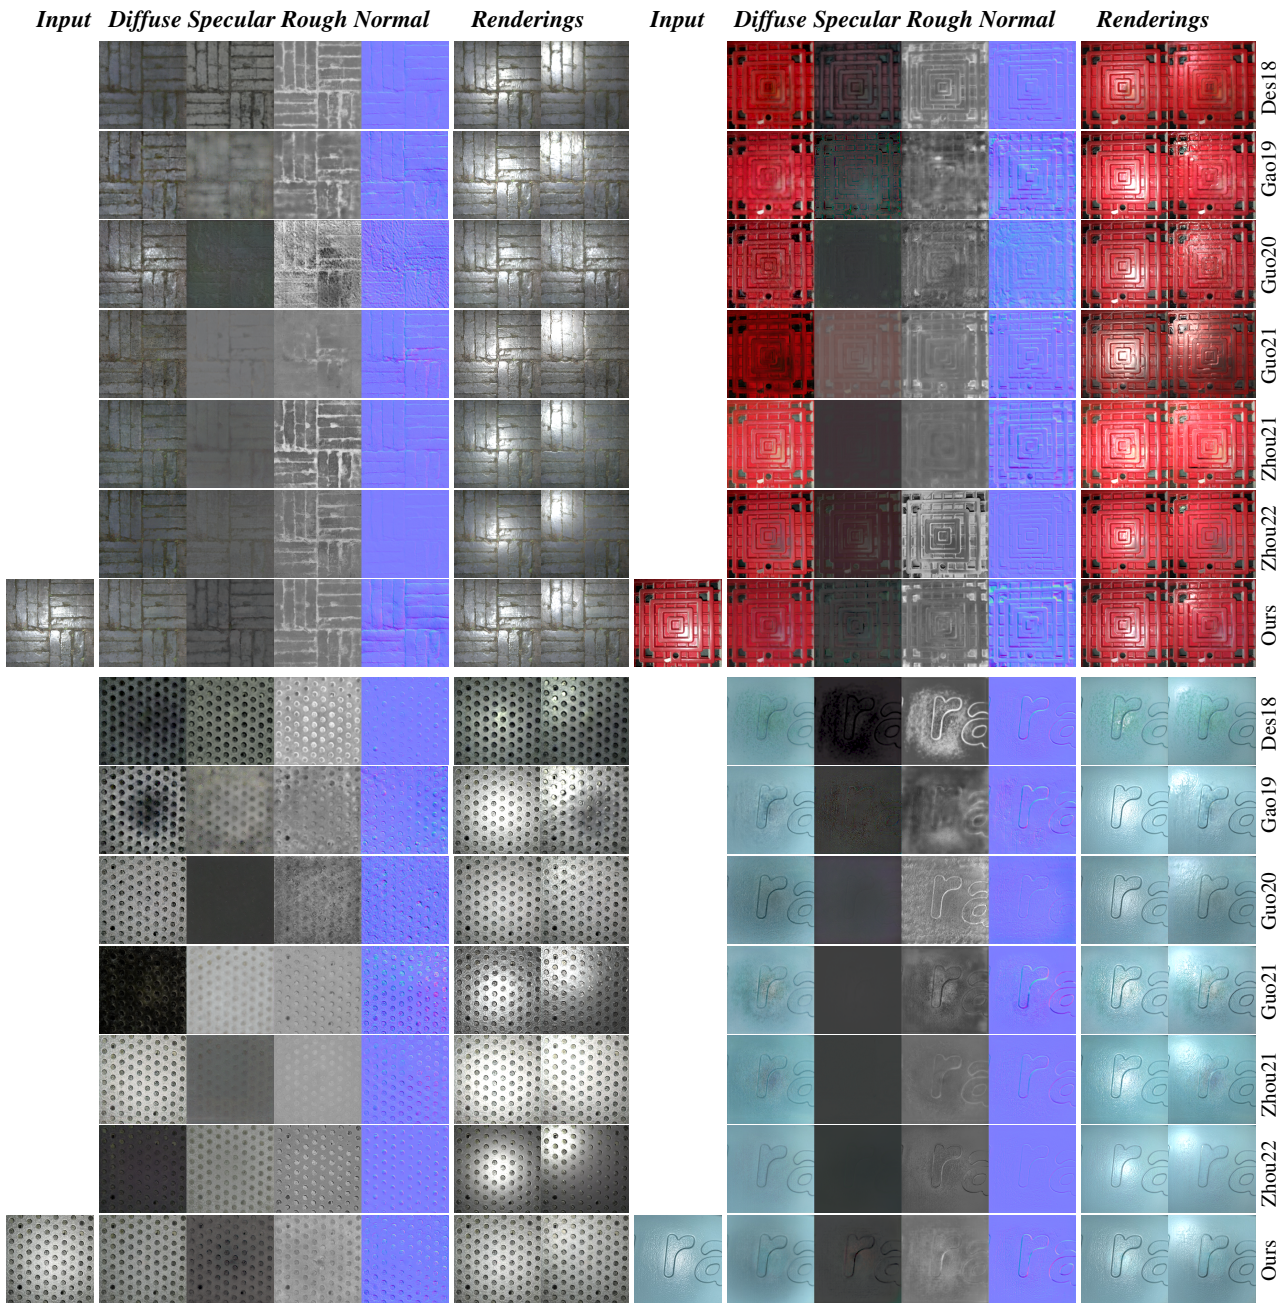 Input Diffuse Specular Rough Normal Renderings Input Diffuse Specular Rough Normal Renderings
Des18
Gao19
Guo20
Guo21
Zhou21
Zhou22
Ours
Des18
Gao19
Guo20
Guo21
Zhou21
Zhou22
Ours
ra